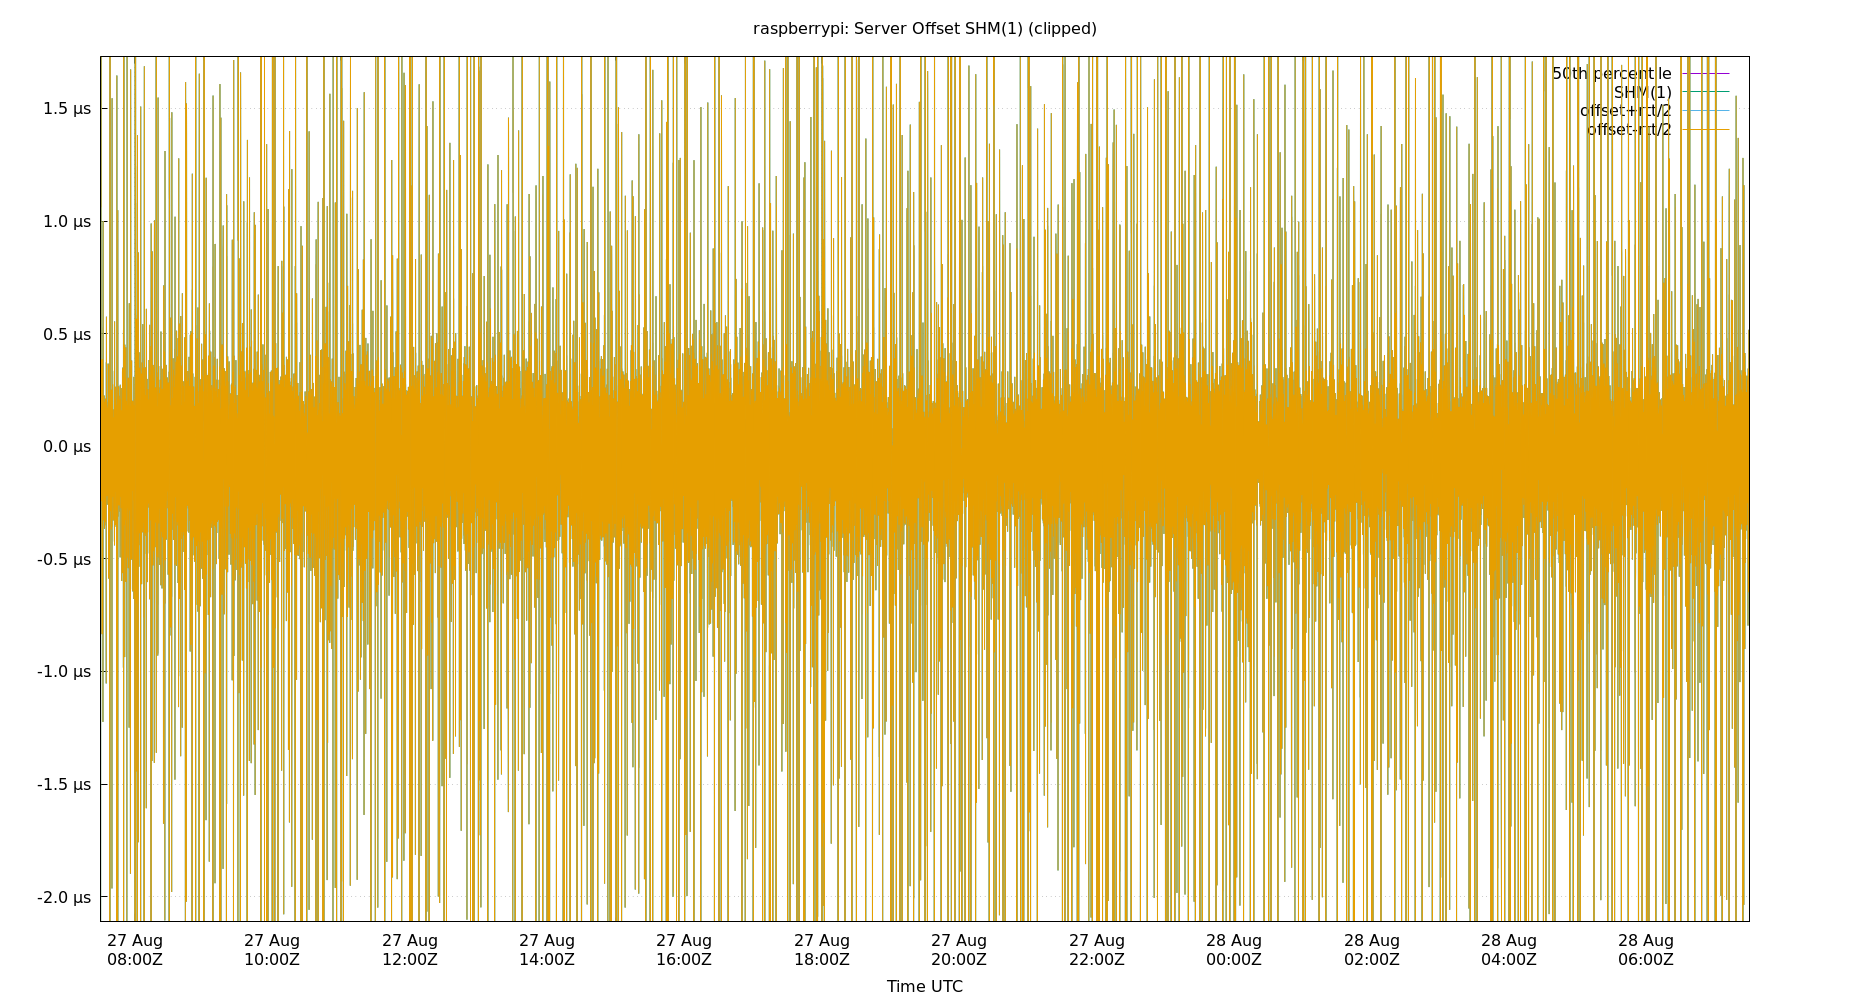 raspberrypi: Server Offset SHM(1) (clipped)
50th percentile
SHM(1)
offset+rtt/2
offset-rtt/2
1.5 µs
1.0 µs
0.5 µs
0.0 µs
-0.5 µs
-1.0 µs
-1.5 µs
-2.0 µs
27 Aug 27 Aug 27 Aug 27 Aug 27 Aug 27 Aug 27 Aug 27 Aug 28 Aug 28 Aug 28 Aug 28 Aug
08:00Z 10:00Z 12:00Z 14:00Z 16:00Z 18:00Z 20:00Z 22:00Z 00:00Z 02:00Z 04:00Z 06:00Z
Time UTC